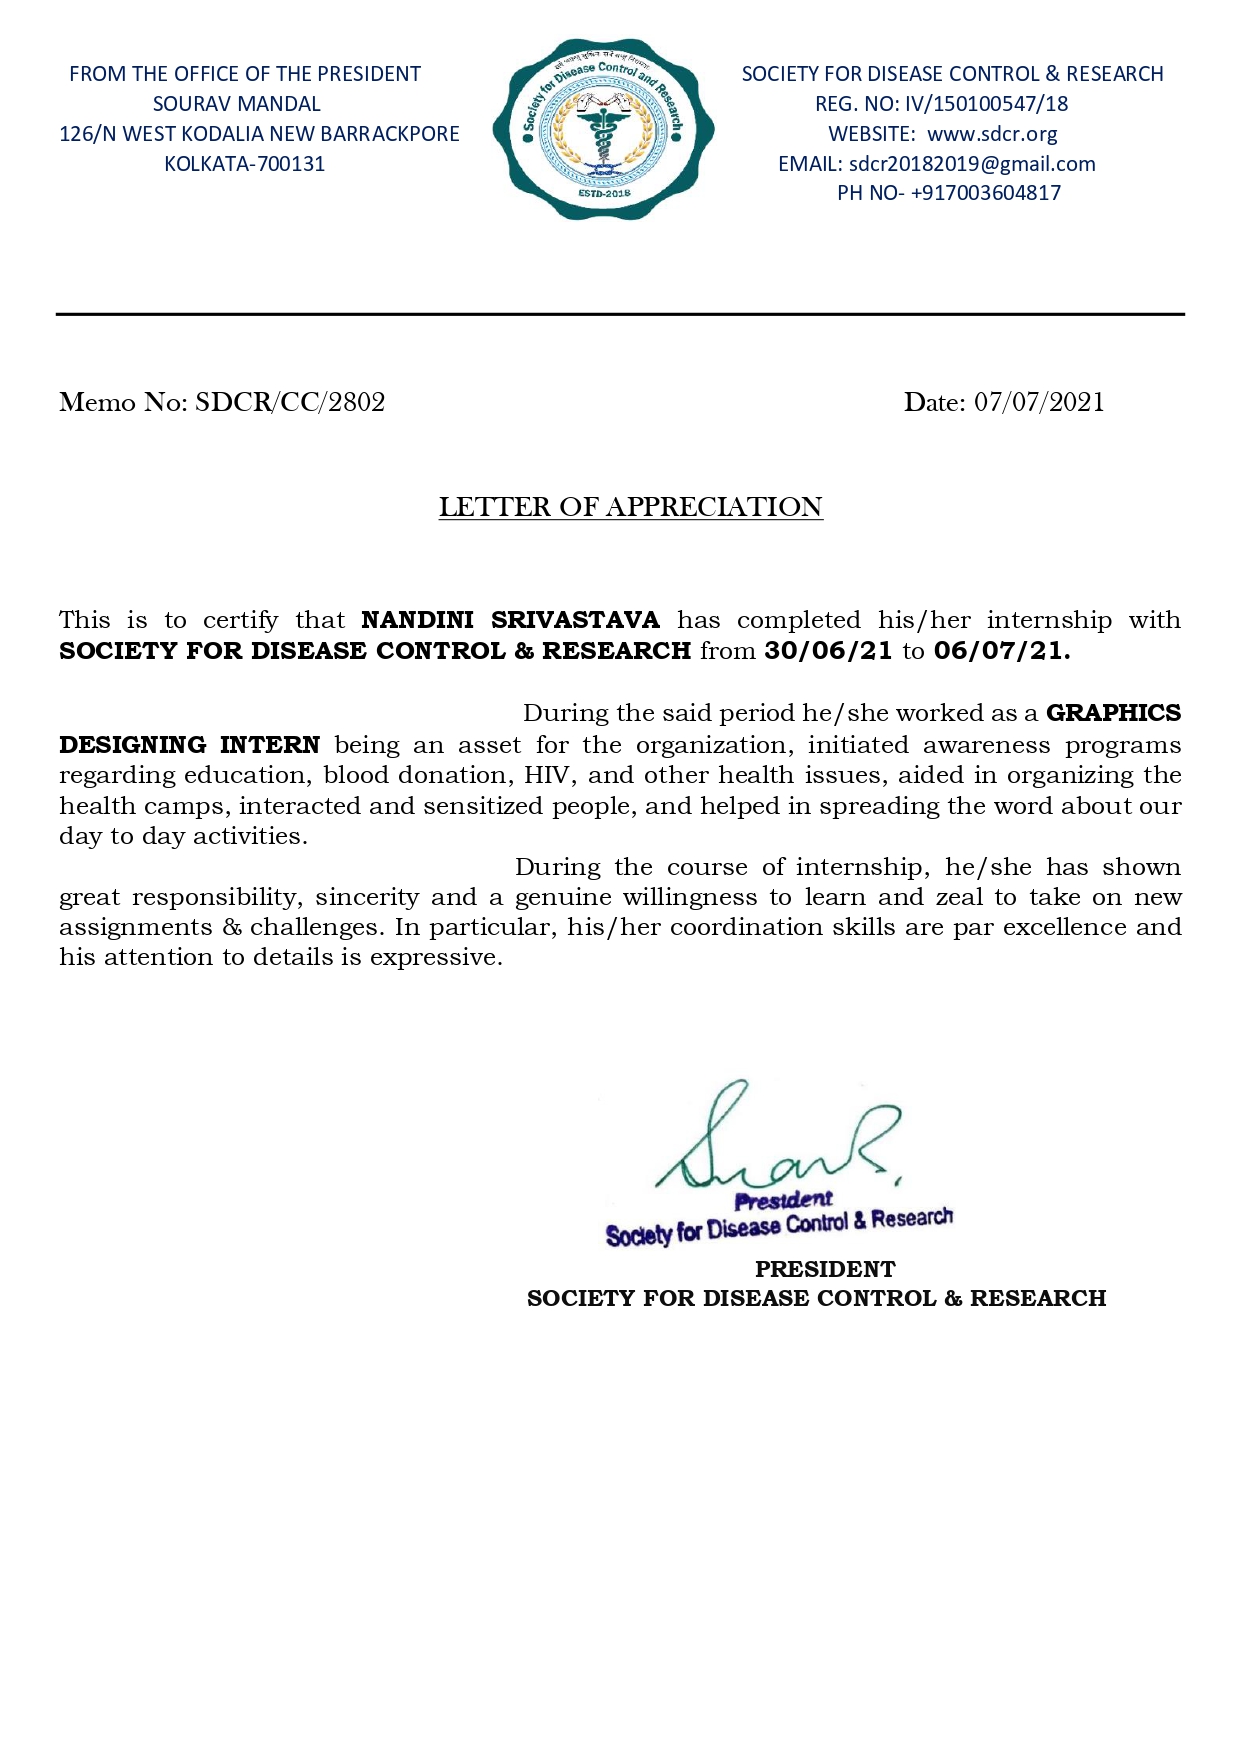 FROM THE OFFICE OF THE PRESIDENT
SOURAV MANDAL
126/N WEST KODALIA NEW BARRACKPORE
KOLKATA-700131
Society for Disease Control and Research
ESTD-2018
SOCIETY FOR DISEASE CONTROL & RESEARCH
REG. NO: IV/150100547/18
WEBSITE: www.sdcr.org
EMAIL: sdcr20182019@gmail.com
PH NO- +917003604817
Memo No: SDCR/CC/2802 Date: 07/07/2021
LETTER OF APPRECIATION
This is to certify that NANDINI SRIVASTAVA has completed his/her internship with
SOCIETY FOR DISEASE CONTROL & RESEARCH from 30/06/21 to 06/07/21.
During the said period he/she worked as a GRAPHICS
DESIGNING INTERN being an asset for the organization, initiated awareness programs
regarding education, blood donation, HIV, and other health issues, aided in organizing the
health camps, interacted and sensitized people, and helped in spreading the word about our
day to day activities.
During the course of internship, he/she has shown
great responsibility, sincerity and a genuine willingness to learn and zeal to take on new
assignments & challenges. In particular, his/her coordination skills are par excellence and
his attention to details is expressive.
President
Society for Disease Control & Research
PRESIDENT
SOCIETY FOR DISEASE CONTROL & RESEARCH